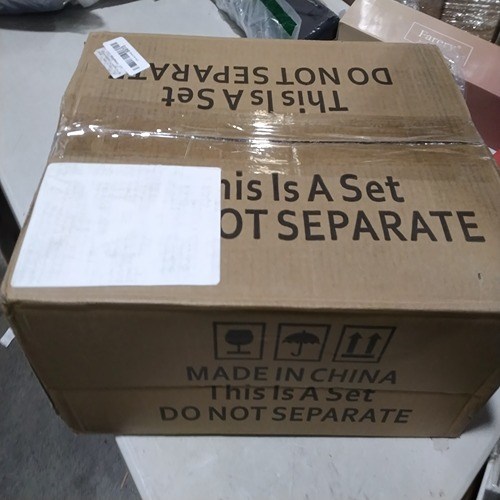 This Is A Set
DO NOT SEPARATE
his Is A Set
OT SEPARATE
MADE IN CHINA
This Is A Set
DO NOT SEPARATE